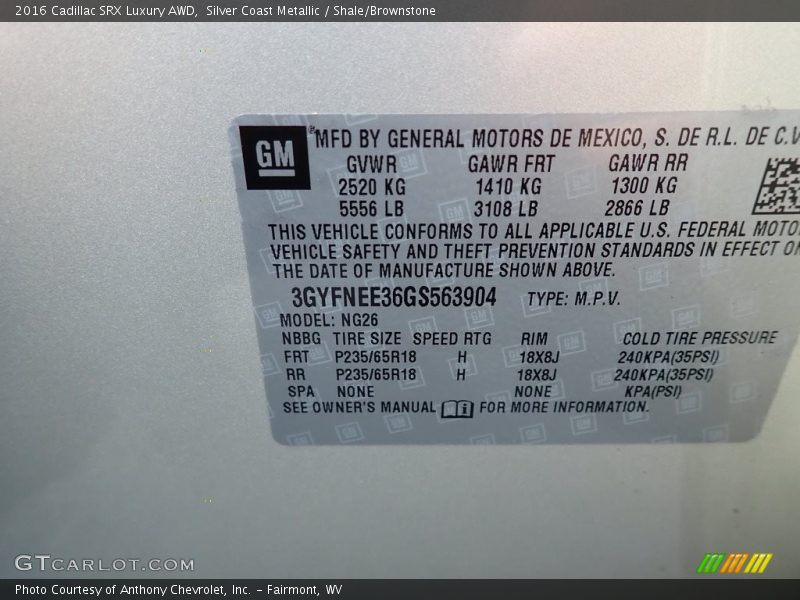 2016 Cadillac SRX Luxury AWD,  Silver Coast Metallic / Shale/Brownstone
GM ® MFD BY GENERAL MOTORS DE MEXICO, S. DE R.L. DE C.V
GVWR GAWR FRT GAWR RR
2520 KG 1410 KG 1300 KG
5556 LB 3108 LB 2866 LB
THIS VEHICLE CONFORMS TO ALL APPLICABLE U.S. FEDERAL MOTO
VEHICLE SAFETY AND THEFT PREVENTION STANDARDS IN EFFECT ON
THE DATE OF MANUFACTURE SHOWN ABOVE.
3GYFNEE36GS563904 TYPE: M.P.V.
MODEL: NG26
NBBG TIRE SIZE SPEED RTG RIM COLD TIRE PRESSURE
FRT P235/65R18 H 18X8J 240KPA(35PSI)
RR P235/65R18 H 18X8J 240KPA(35PSI)
SPA NONE NONE KPA(PSI)
SEE OWNER'S MANUAL i FOR MORE INFORMATION.
GTCARLOT.COM
Photo Courtesy of Anthony Chevrolet, Inc. – Fairmont, WV